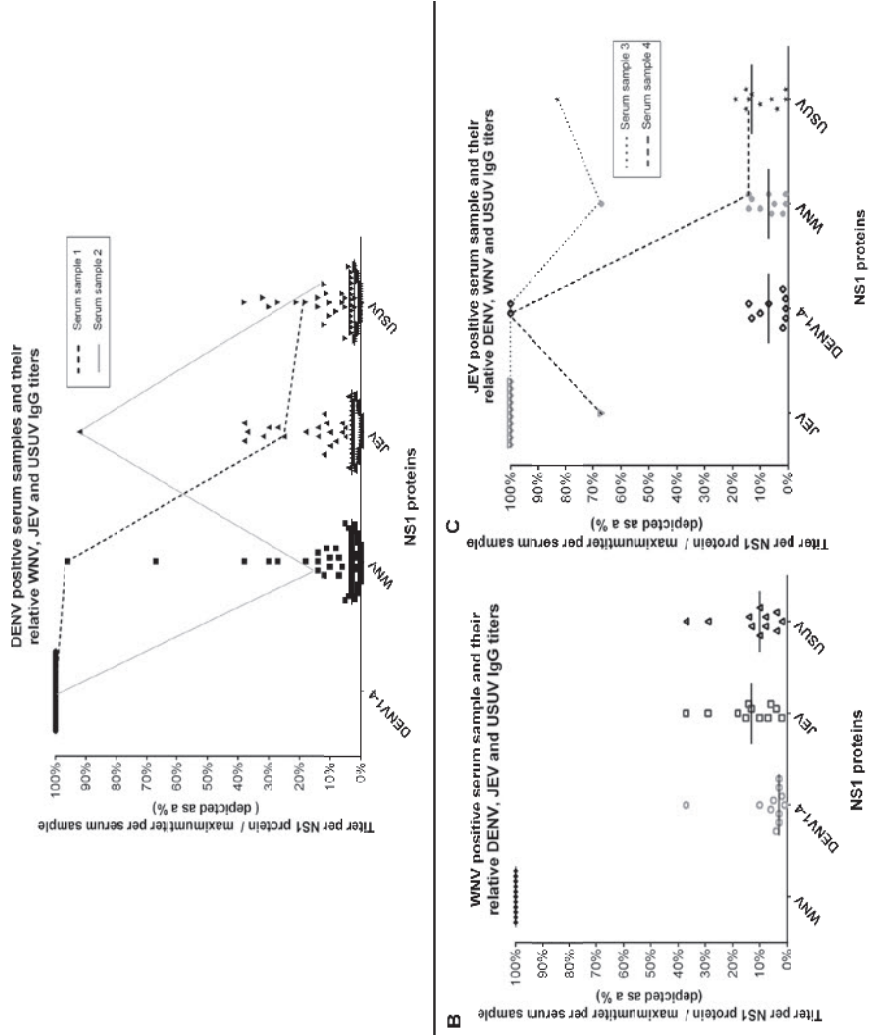 DENV positive serum samples and their
relative WNV, JEV and USUV IgG titers
Titer per NS1 protein / maximumtiter per serum sample
( depicted as a %)
100%
90%
80%
70%
60%
50%
40%
30%
20%
10%
0%
Serum sample 1
Serum sample 2
DENV1-4
WNV
JEV
USUV
NS1 proteins
B
WNV positive serum sample and their
relative DENV, JEV and USUV IgG titers
Titer per NS1 protein / maximumtiter per serum sample
(depicted as a %)
100%
90%
80%
70%
60%
50%
40%
30%
20%
10%
0%
WNV
DENV1-4
JEV
USUV
NS1 proteins
C
JEV positive serum sample and their
relative DENV, WNV and USUV IgG titers
Titer per NS1 protein / maximumtiter per serum sample
(depicted as a %)
100%
90%
80%
70%
60%
50%
40%
30%
20%
10%
0%
Serum sample 3
Serum sample 4
JEV
DENV1-4
WNV
USUV
NS1 proteins